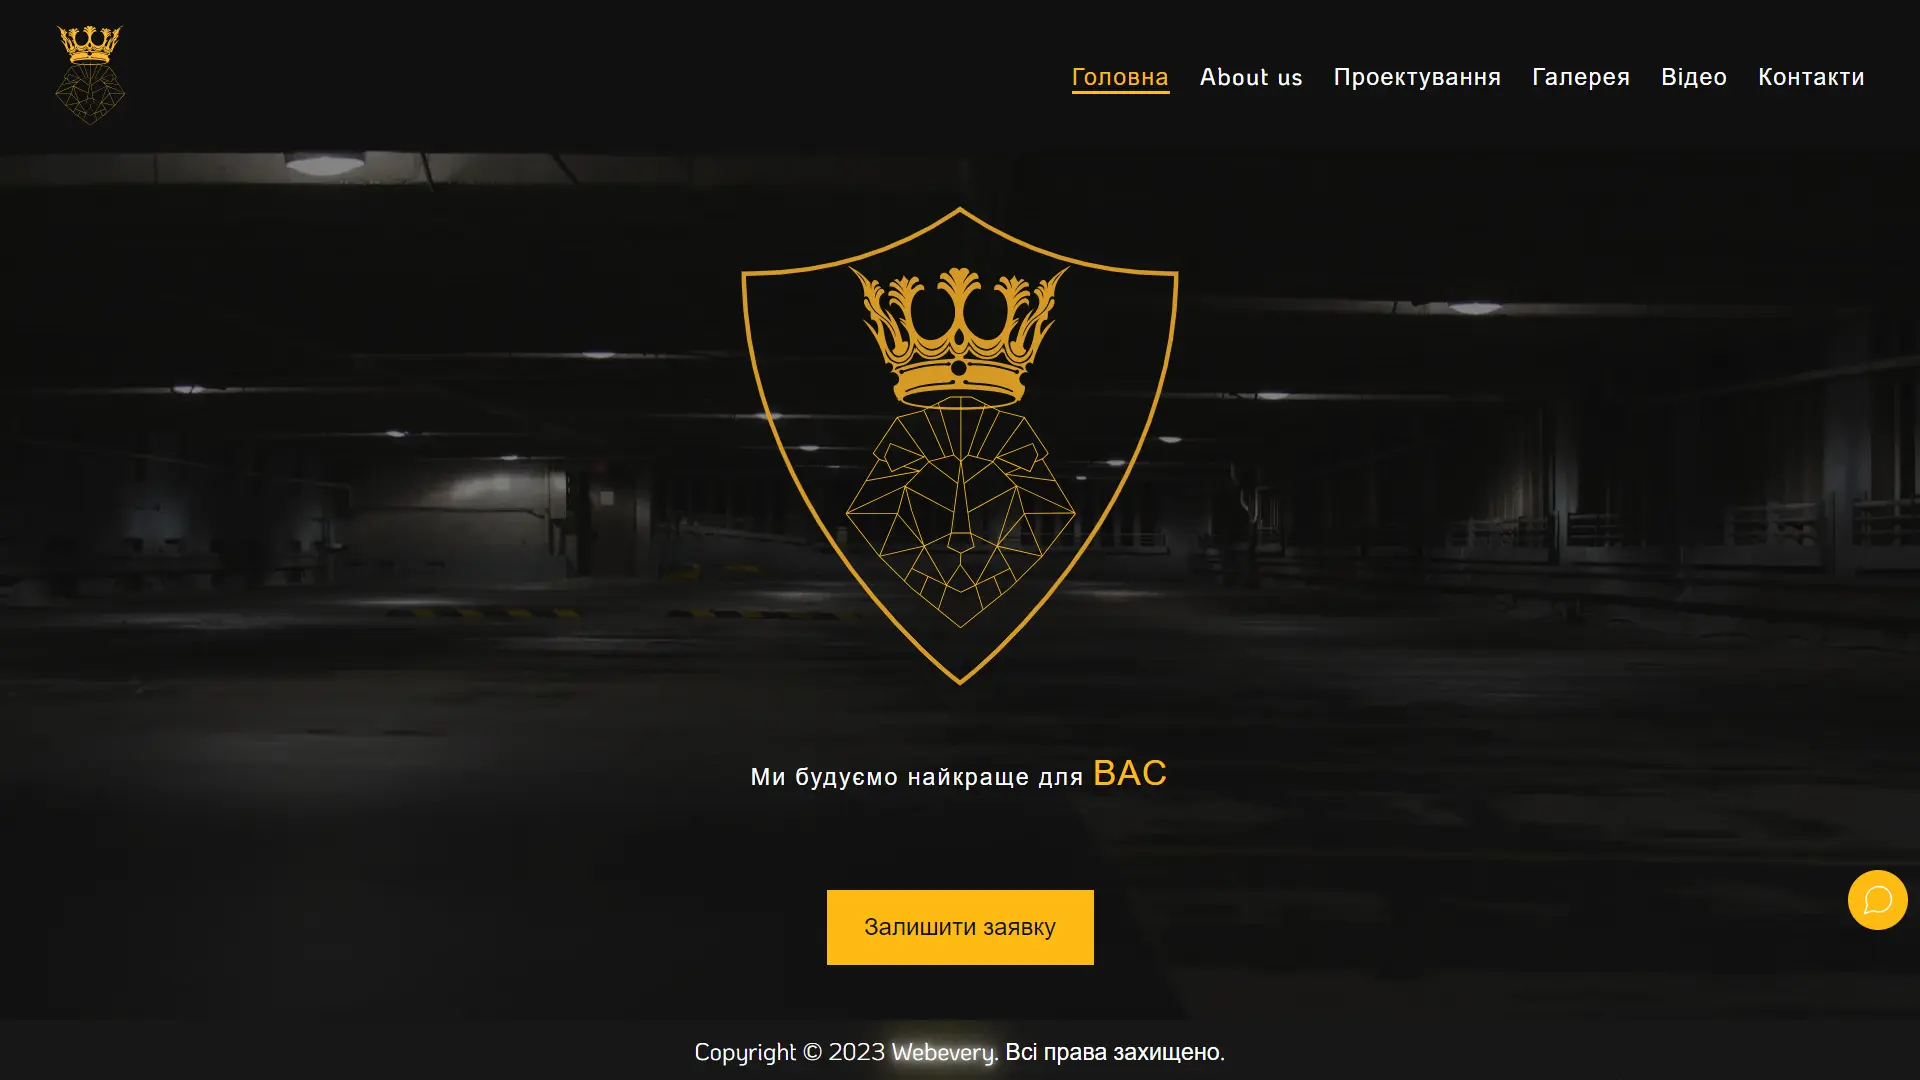 Головна About us Проектування Галерея Відео Контакти
Ми будуємо найкраще для ВАС
Залишити заявку
Copyright © 2023 Webevery. Всі права захищено.